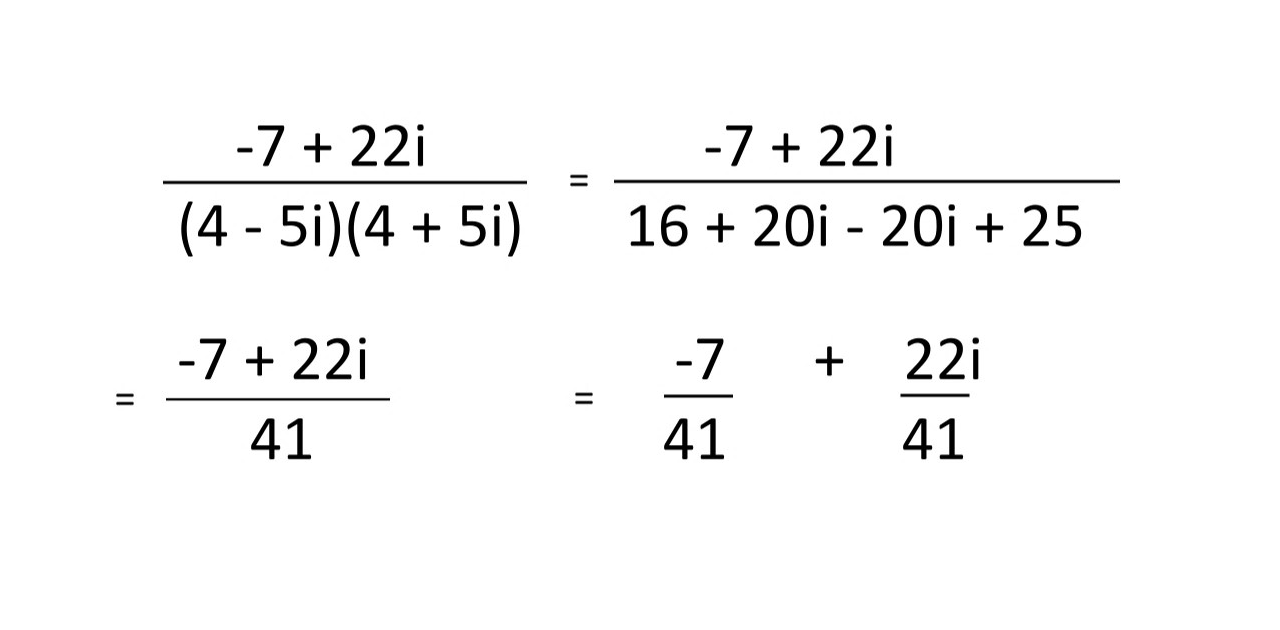 -7 + 22i = -7 + 22i
(4 - 5i)(4 + 5i) 16 + 20i - 20i + 25
= -7 + 22i = -7 + 22i
41 41 41